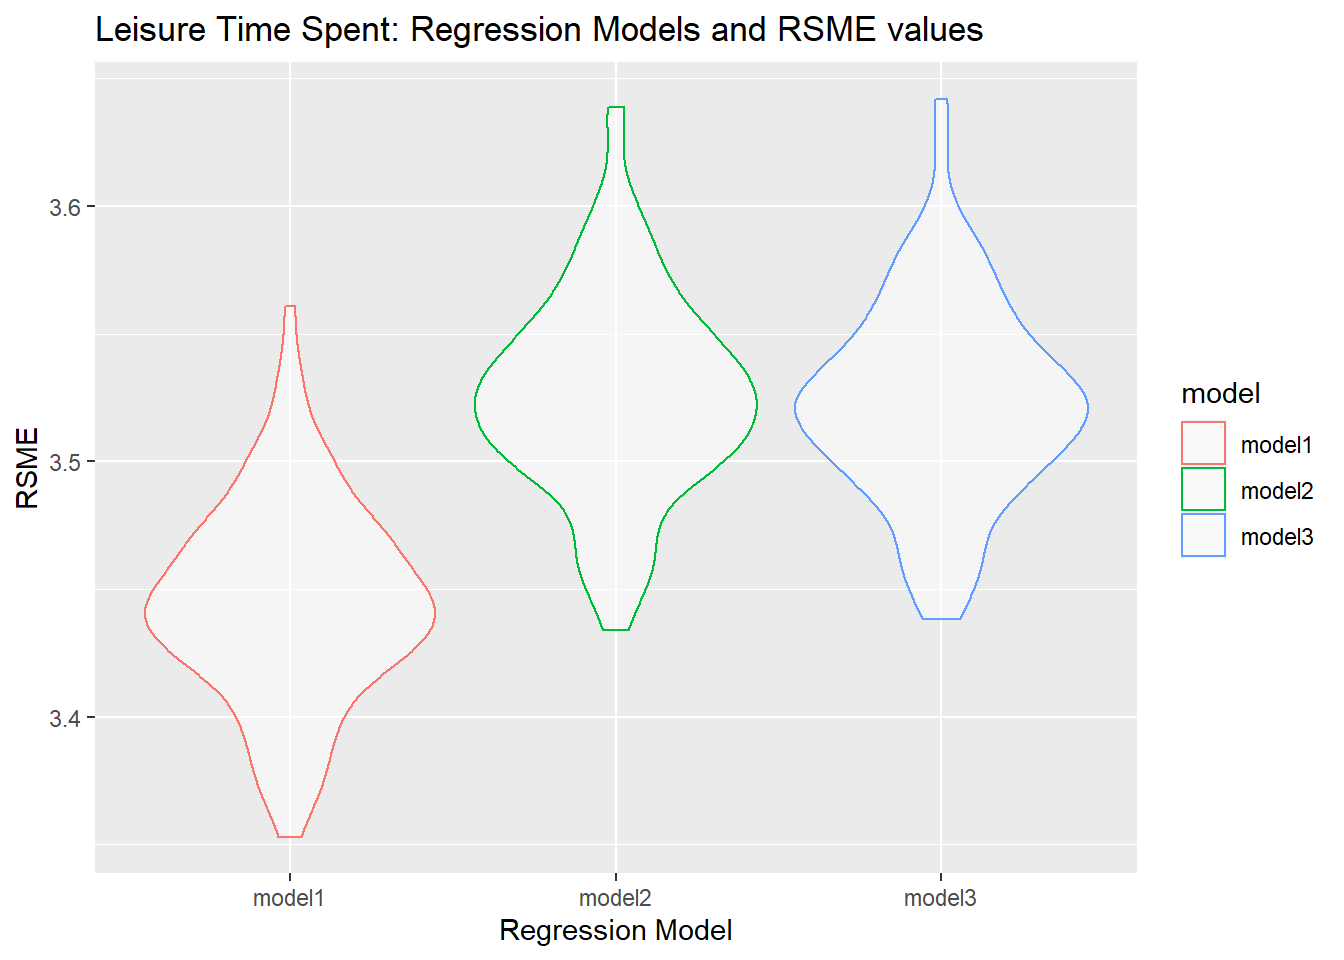 Leisure Time Spent: Regression Models and RSME values
RSME
3.6
3.5
3.4
model1
model2
model3
Regression Model
model
model1
model2
model3